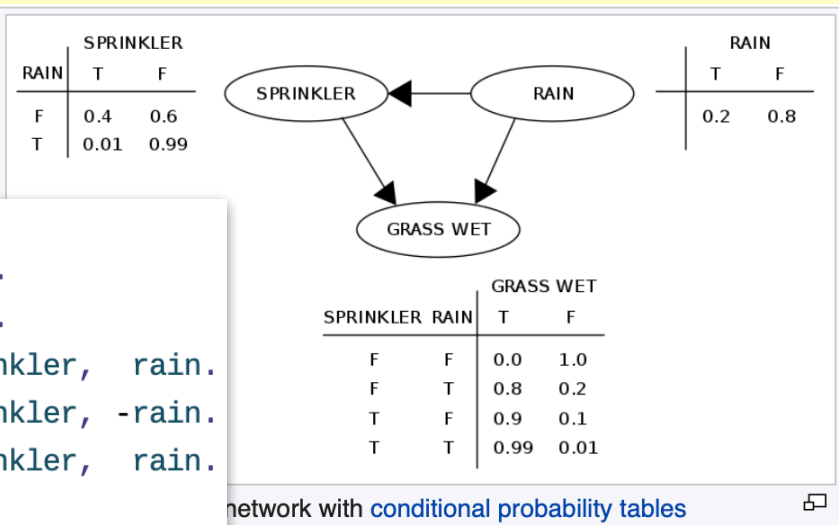 SPRINKLER
RAIN T F
F 0.4 0.6
T 0.01 0.99
SPRINKLER
RAIN
RAIN
T F
0.2 0.8
GRASS WET
GRASS WET
SPRINKLER RAIN T F
F F 0.0 1.0
F T 0.8 0.2
T F 0.9 0.1
T T 0.99 0.01
.
.
nkler, rain.
nkler, -rain.
nkler, rain.
network with conditional probability tables